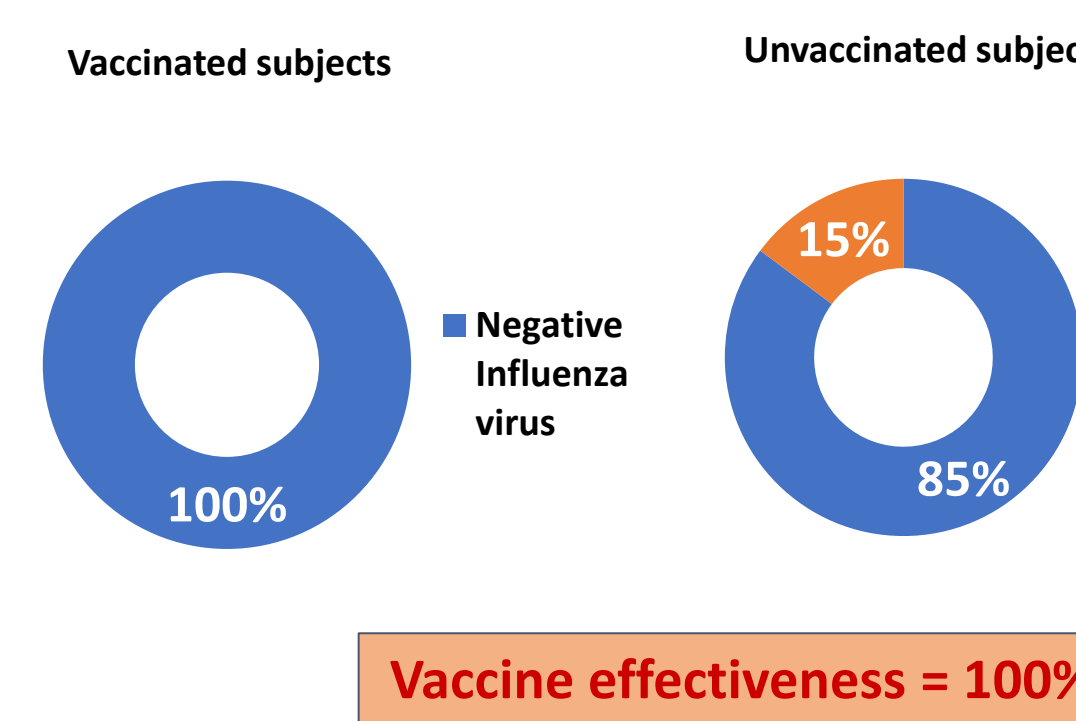 Vaccinated subjects
Unvaccinated
100%
Negative
Influenza
virus
15%
85%
Vaccine effectiveness = 100%